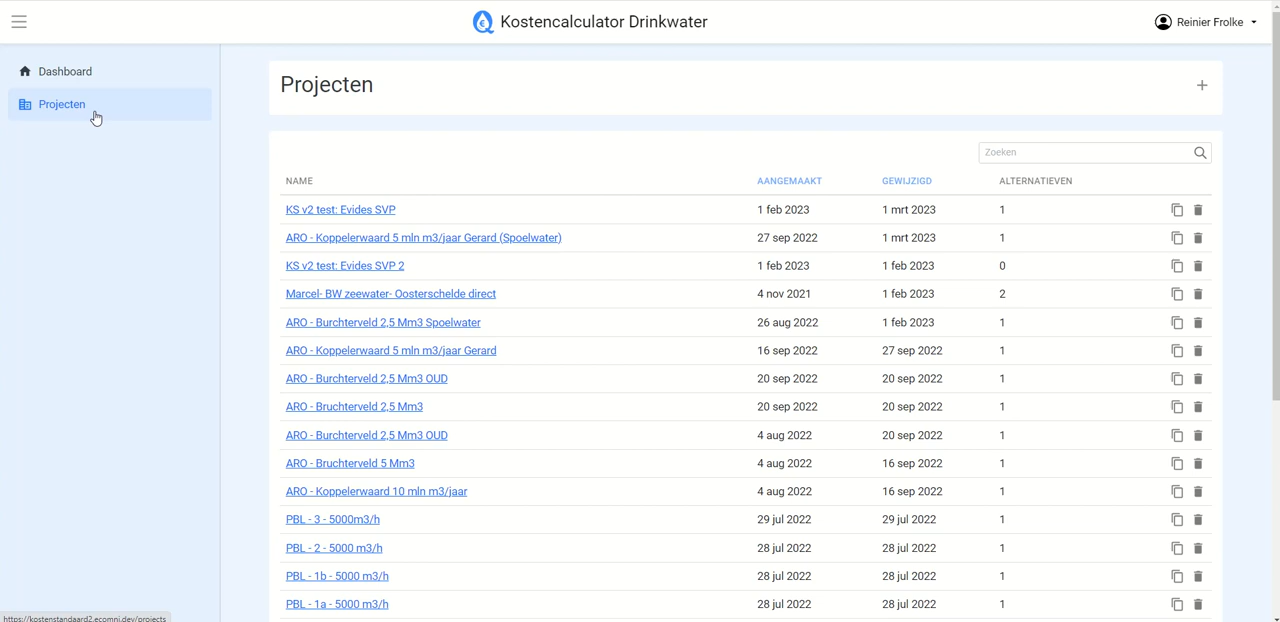 Kostencalculator Drinkwater
Reinier Frolke
Dashboard
Projecten
Projecten
Zoeken
NAME AANGEMAAKT GEWIJZIGD ALTERNATIEVEN
KS v2 test: Evides SVP 1 feb 2023 1 mrt 2023 1
ARO - Koppelerwaard 5 mln m3/jaar Gerard (Spoelwater) 27 sep 2022 1 mrt 2023 1
KS v2 test: Evides SVP 2 1 feb 2023 1 feb 2023 0
Marcel- BW zeewater- Oosterschelde direct 4 nov 2021 1 feb 2023 2
ARO - Burchterveld 2,5 Mm3 Spoelwater 26 aug 2022 1 feb 2023 1
ARO - Koppelerwaard 5 mln m3/jaar Gerard 16 sep 2022 27 sep 2022 1
ARO - Burchterveld 2,5 Mm3 OUD 20 sep 2022 20 sep 2022 1
ARO - Bruchterveld 2,5 Mm3 20 sep 2022 20 sep 2022 1
ARO - Burchterveld 2,5 Mm3 OUD 4 aug 2022 20 sep 2022 1
ARO - Bruchterveld 5 Mm3 4 aug 2022 16 sep 2022 1
ARO - Koppelerwaard 10 mln m3/jaar 4 aug 2022 16 sep 2022 1
PBL - 3 - 5000m3/h 29 jul 2022 29 jul 2022 1
PBL - 2 - 5000 m3/h 28 jul 2022 28 jul 2022 1
PBL - 1b - 5000 m3/h 28 jul 2022 28 jul 2022 1
PBL - 1a - 5000 m3/h 28 jul 2022 28 jul 2022 1
https://kostenstandaard2.ecomni.dev/projects